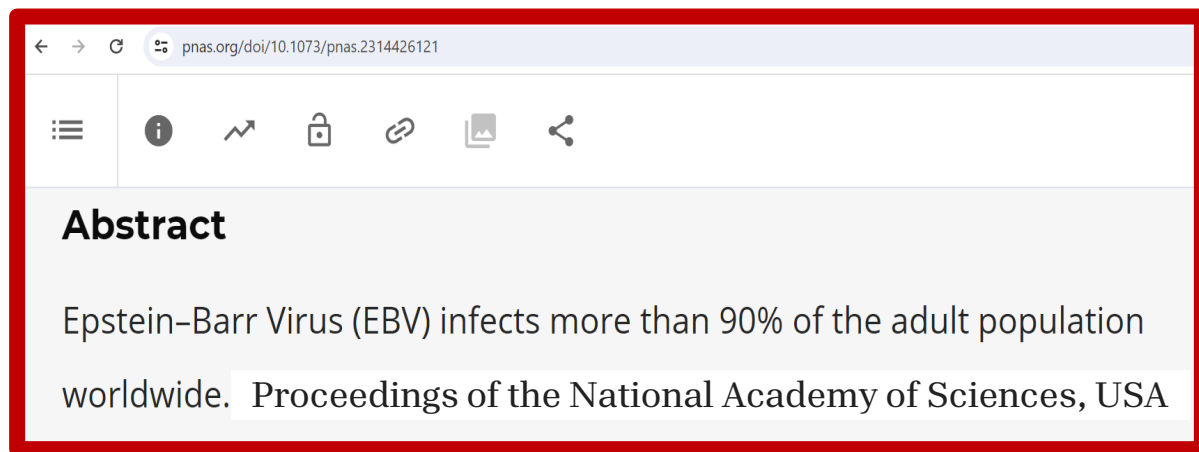 pnas.org/doi/10.1073/pnas.2314426121
Abstract
Epstein–Barr Virus (EBV) infects more than 90% of the adult population
worldwide. Proceedings of the National Academy of Sciences, USA